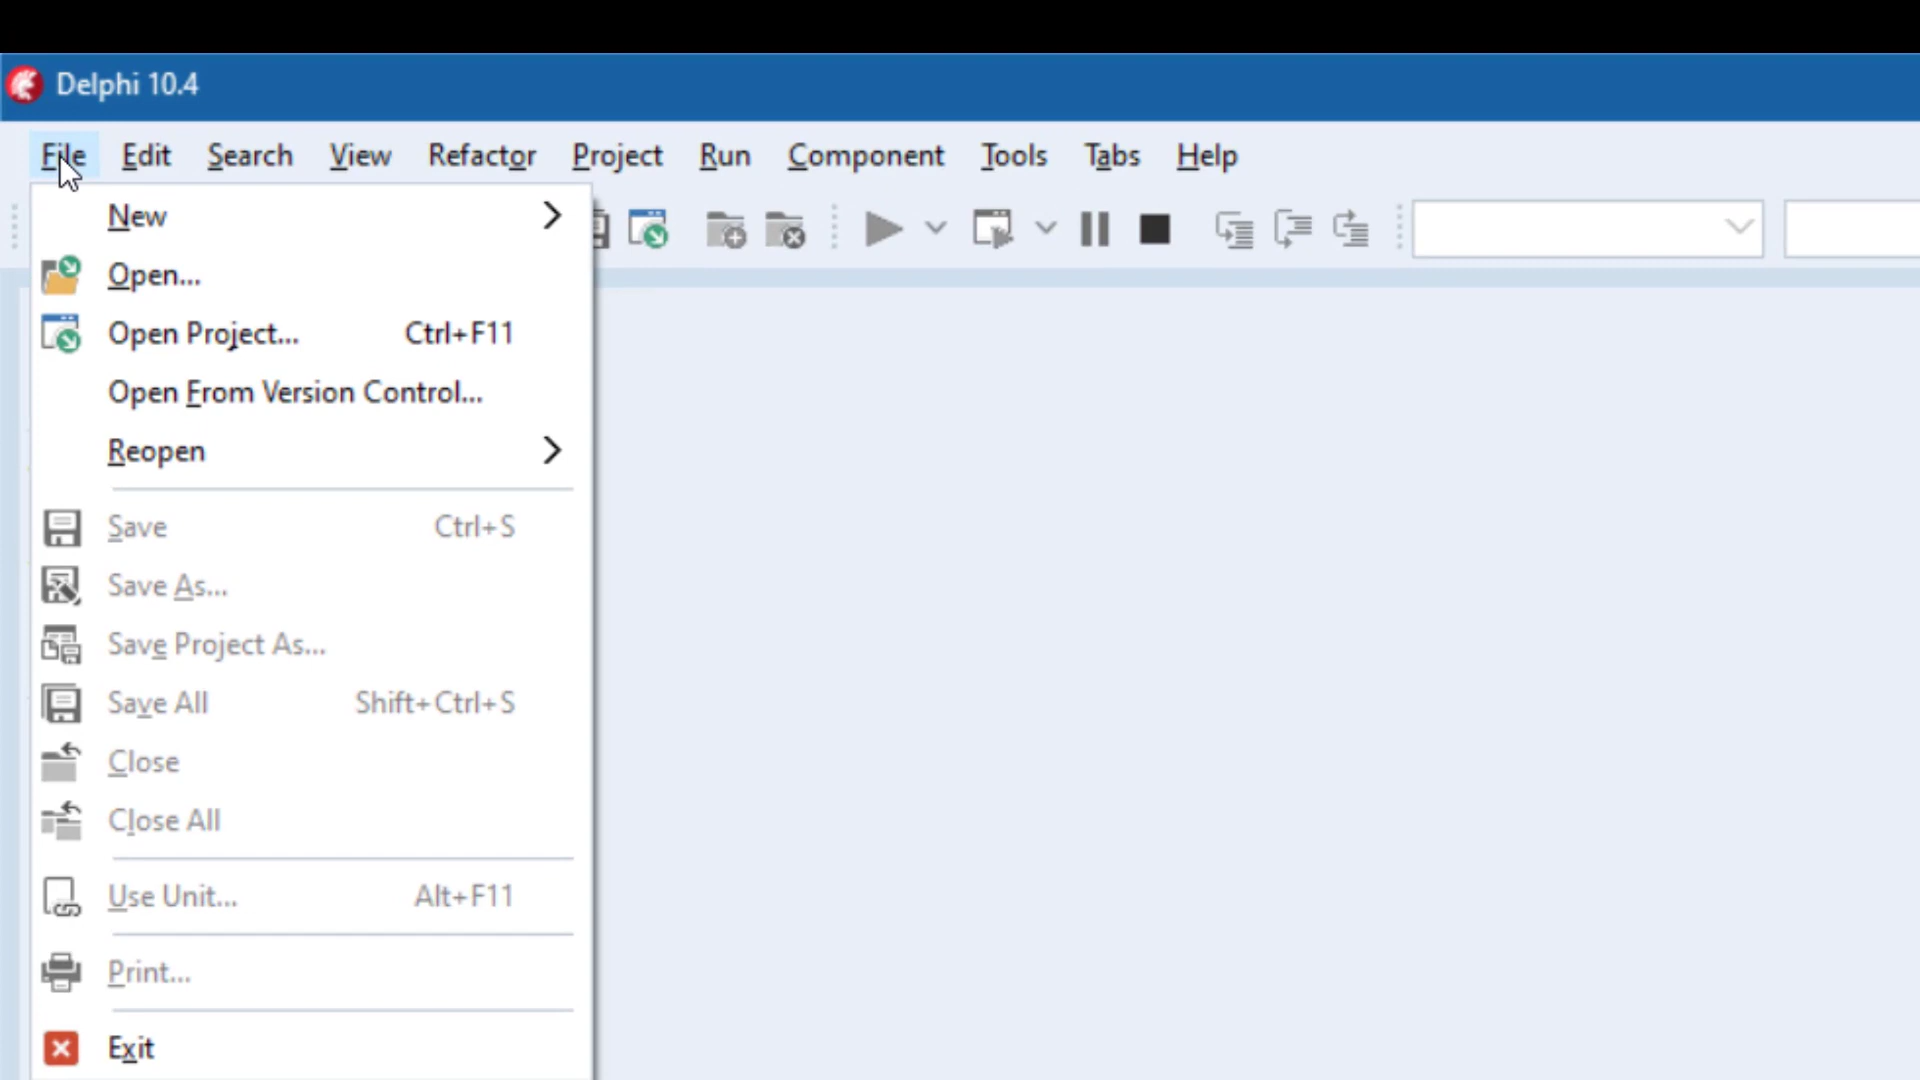 Delphi 10.4
File Edit Search View Refactor Project Run Component Tools Tabs Help
New
Open...
Open Project... Ctrl+F11
Open From Version Control...
Reopen
Save Ctrl+S
Save As...
Save Project As...
Save All Shift+Ctrl+S
Close
Close All
Use Unit... Alt+F11
Print...
Exit